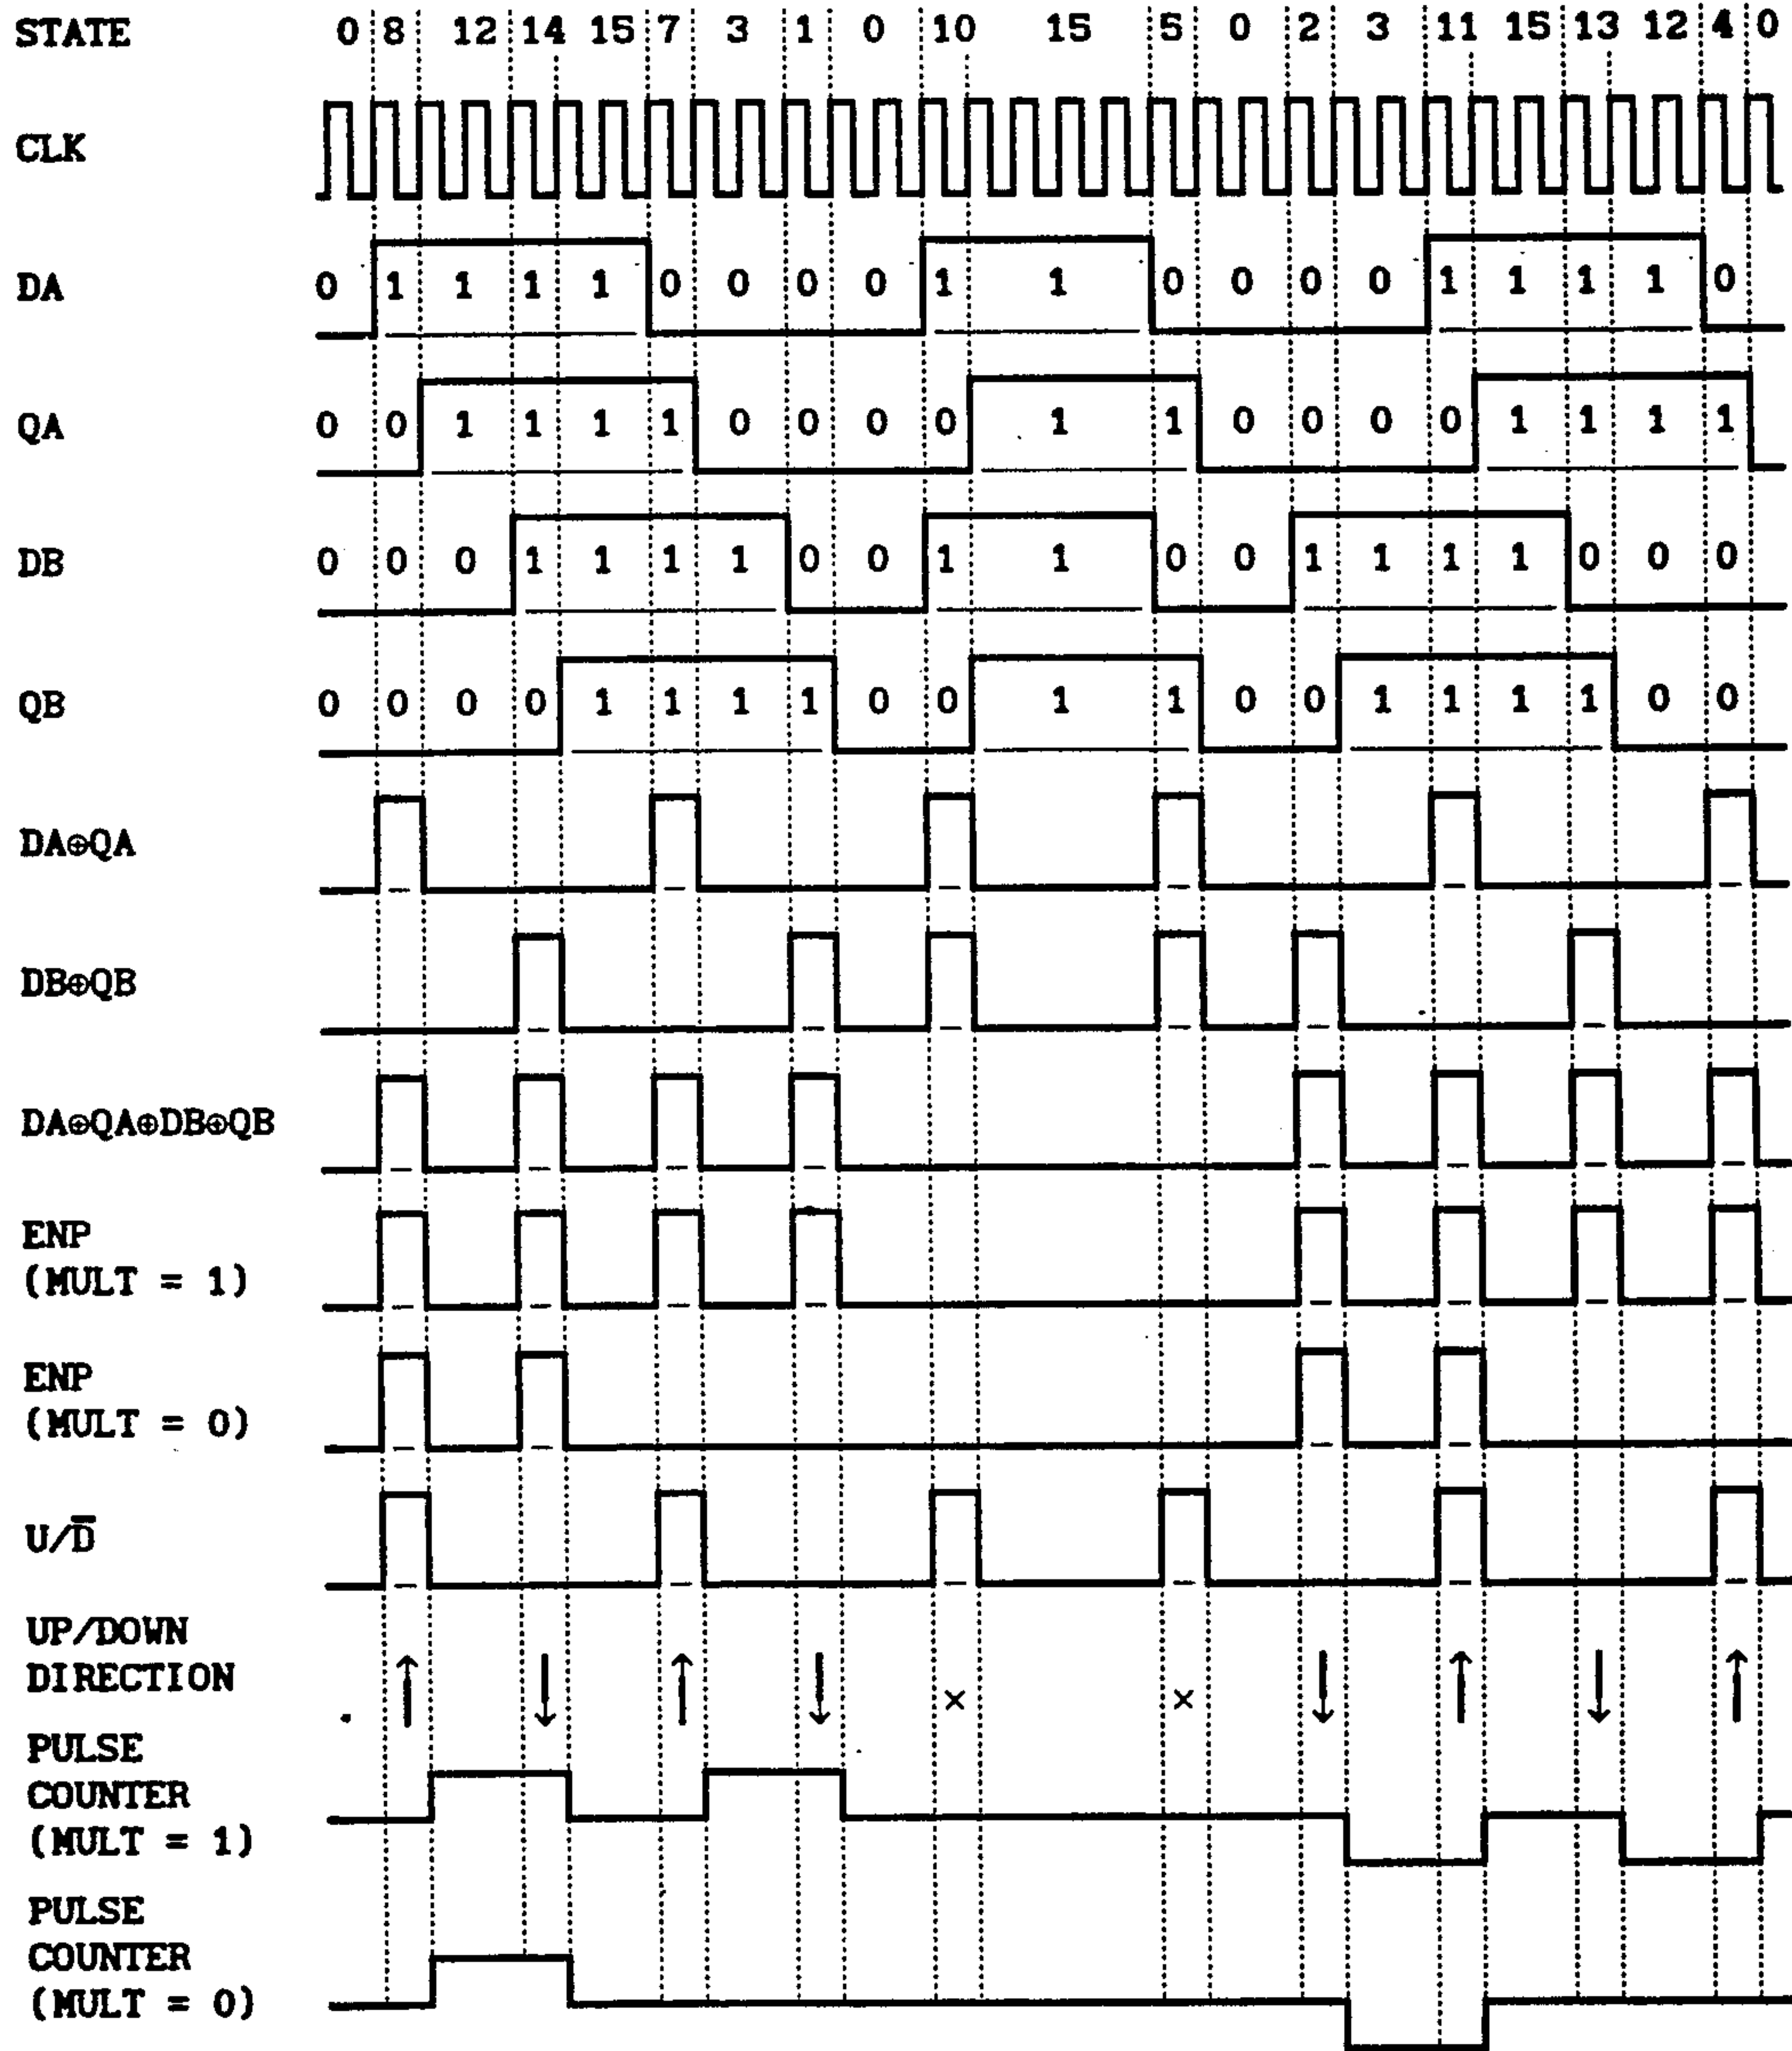 STATE 0 8 12 14 15 7 3 1 0 10 15 5 0 2 3 11 15 13 12 4 0
CLK
DA 0 1 1 1 1 0 0 0 0 1 1 0 0 0 0 1 1 1 1 0
QA 0 0 1 1 1 1 0 0 0 0 1 1 0 0 0 0 1 1 1 1
DB 0 0 0 1 1 1 1 0 0 1 1 0 0 1 1 1 1 0 0 0
QB 0 0 0 0 1 1 1 1 0 0 1 1 0 0 1 1 1 1 0 0
DA⊕QA
DB⊕QB
DA⊕QA⊕DB⊕QB
ENP
(MULT = 1)
ENP
(MULT = 0)
U/D̅
UP/DOWN
DIRECTION ↑ ↓ ↑ ↓ × × ↓ ↑ ↓ ↑
PULSE
COUNTER
(MULT = 1)
PULSE
COUNTER
(MULT = 0)